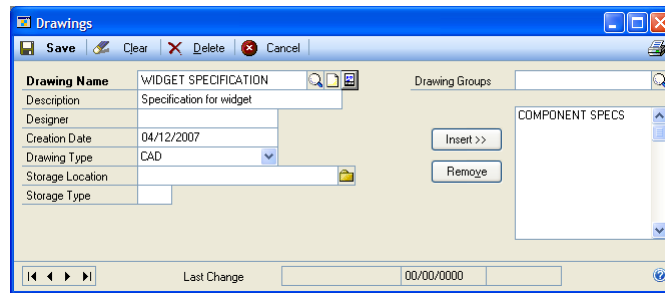 Drawings
Save Clear Delete Cancel
Drawing Name WIDGET SPECIFICATION Drawing Groups
Description Specification for widget
Designer
COMPONENT SPECS
Creation Date 04/12/2007
Insert >>
Drawing Type CAD
Storage Location
Remove
Storage Type
Last Change 00/00/0000